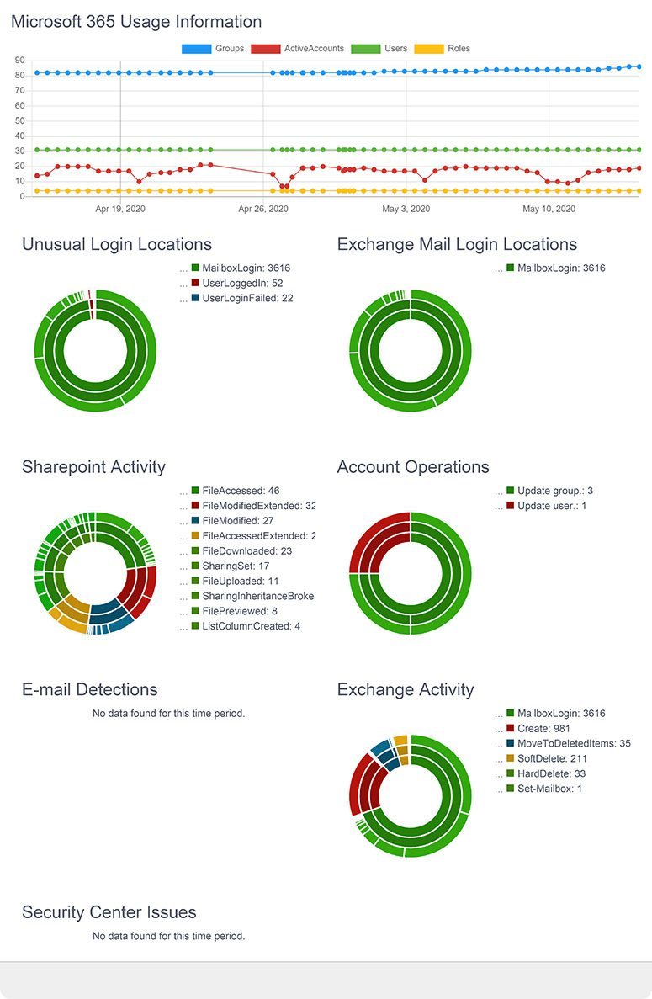 Microsoft 365 Usage Information
Groups ActiveAccounts Users Roles
90
80
70
60
50
40
30
20
10
0
Apr 19, 2020 Apr 26, 2020 May 3, 2020 May 10, 2020
Unusual Login Locations
... MailboxLogin: 3616
... UserLoggedIn: 52
... UserLoginFailed: 22
Exchange Mail Login Locations
... MailboxLogin: 3616
Sharepoint Activity
... FileAccessed: 46
... FileModifiedExtended: 32
... FileModified: 27
... FileAccessedExtended: 2
... FileDownloaded: 23
... SharingSet: 17
... FileUploaded: 11
... SharingInheritanceBroke
... FilePreviewed: 8
... ListColumnCreated: 4
Account Operations
... Update group.: 3
... Update user.: 1
E-mail Detections
No data found for this time period.
Exchange Activity
... MailboxLogin: 3616
... Create: 981
... MoveToDeletedItems: 35
... SoftDelete: 211
... HardDelete: 33
... Set-Mailbox: 1
Security Center Issues
No data found for this time period.